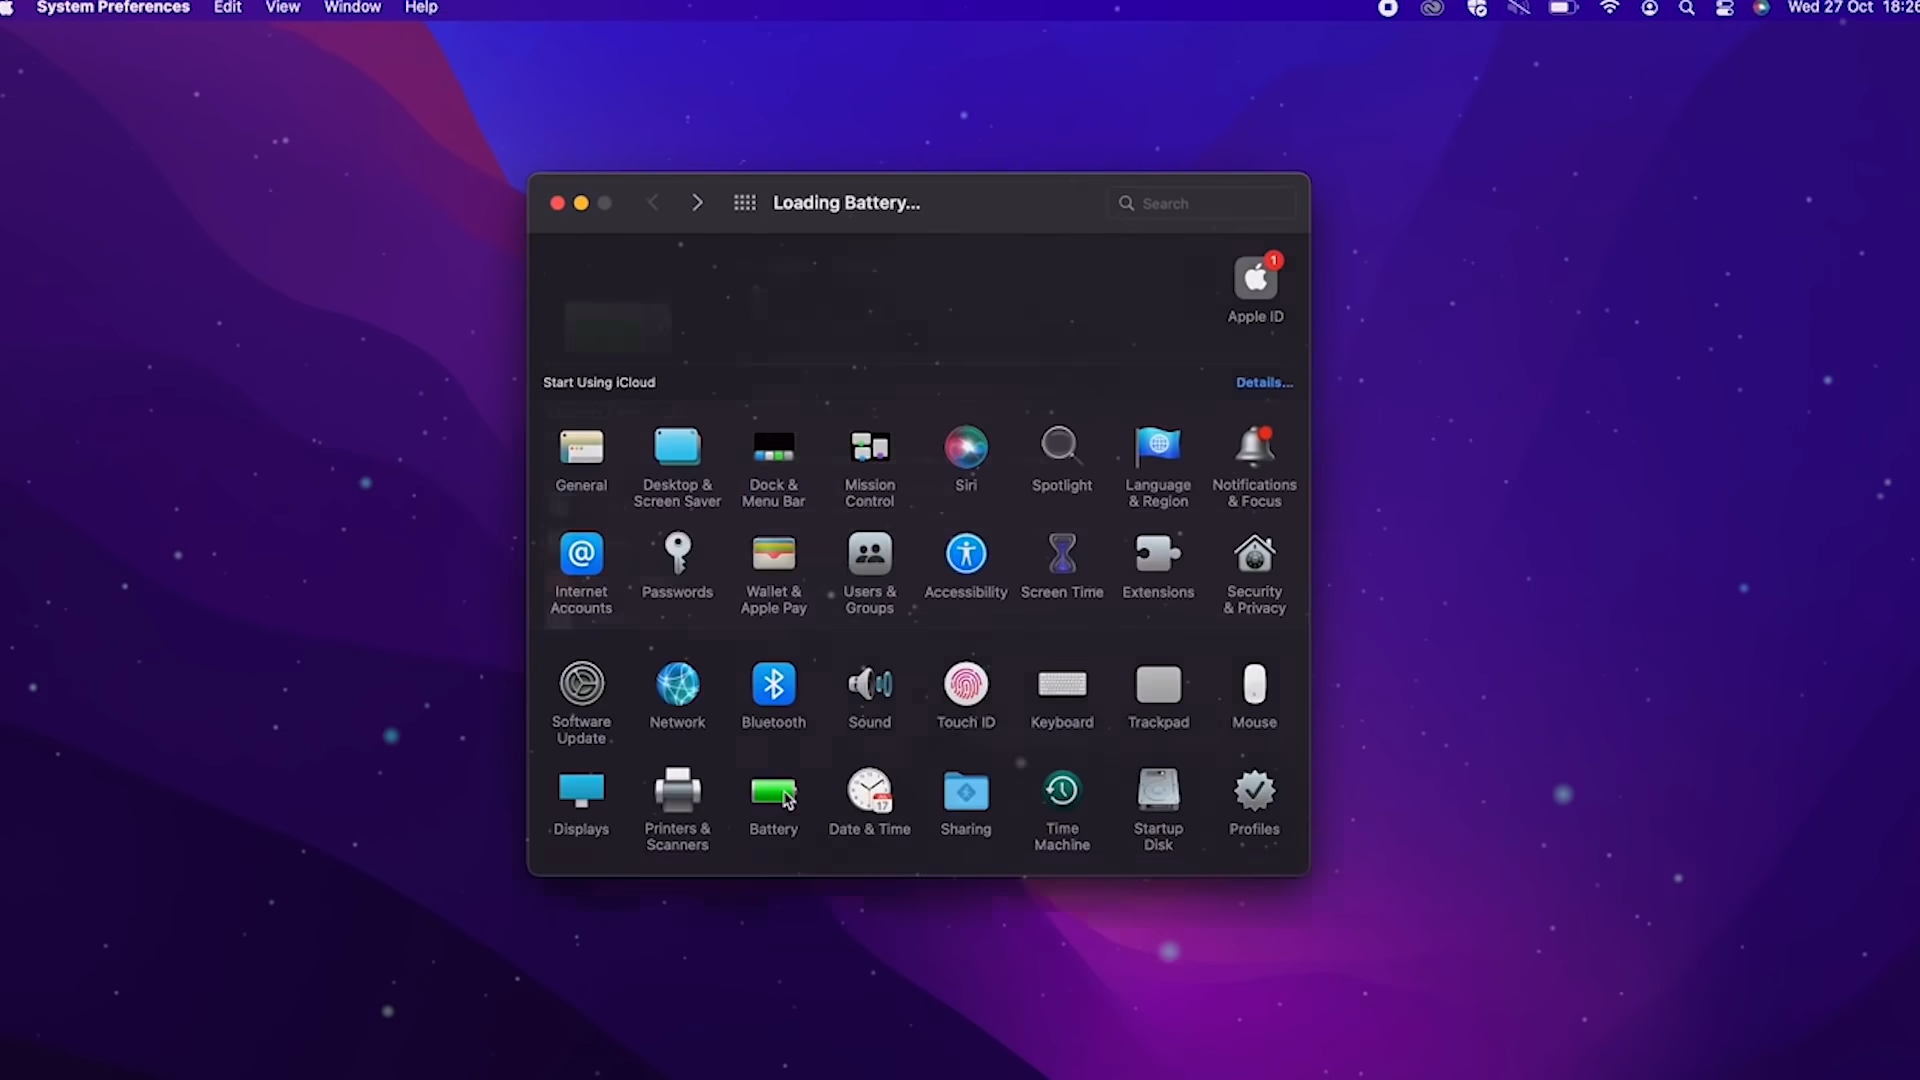 System Preferences Edit View Window Help Wed 27 Oct 18:26
Loading Battery... Search
1
Apple ID
Start Using iCloud Details...
General Desktop & Screen Saver Dock & Menu Bar Mission Control Siri Spotlight Language & Region Notifications & Focus
Internet Accounts Passwords Wallet & Apple Pay Users & Groups Accessibility Screen Time Extensions Security & Privacy
Software Update Network Bluetooth Sound Touch ID Keyboard Trackpad Mouse
17
Displays Printers & Scanners Battery Date & Time Sharing Time Machine Startup Disk Profiles